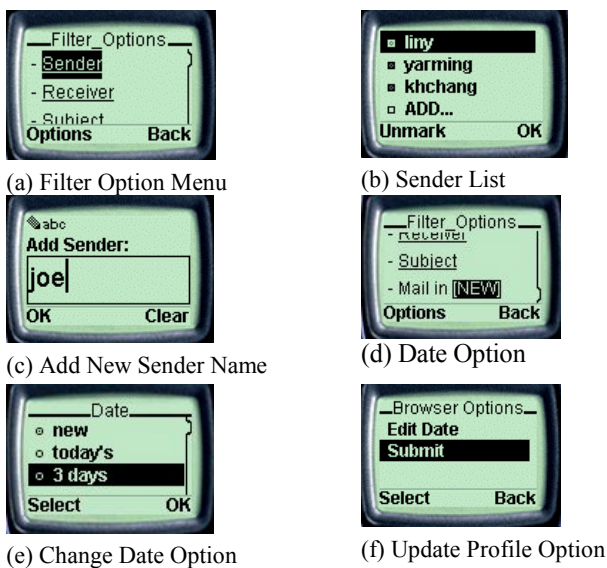 Filter_Options
- Sender
- Receiver
- Subject
Options Back
(a) Filter Option Menu
liny
yarming
khchang
ADD...
Unmark OK
(b) Sender List
abc
Add Sender:
joe
OK Clear
(c) Add New Sender Name
Filter_Options
- Receiver
- Subject
- Mail in [NEW]
Options Back
(d) Date Option
Date
new
today's
3 days
Select OK
(e) Change Date Option
Browser Options
Edit Date
Submit
Select Back
(f) Update Profile Option